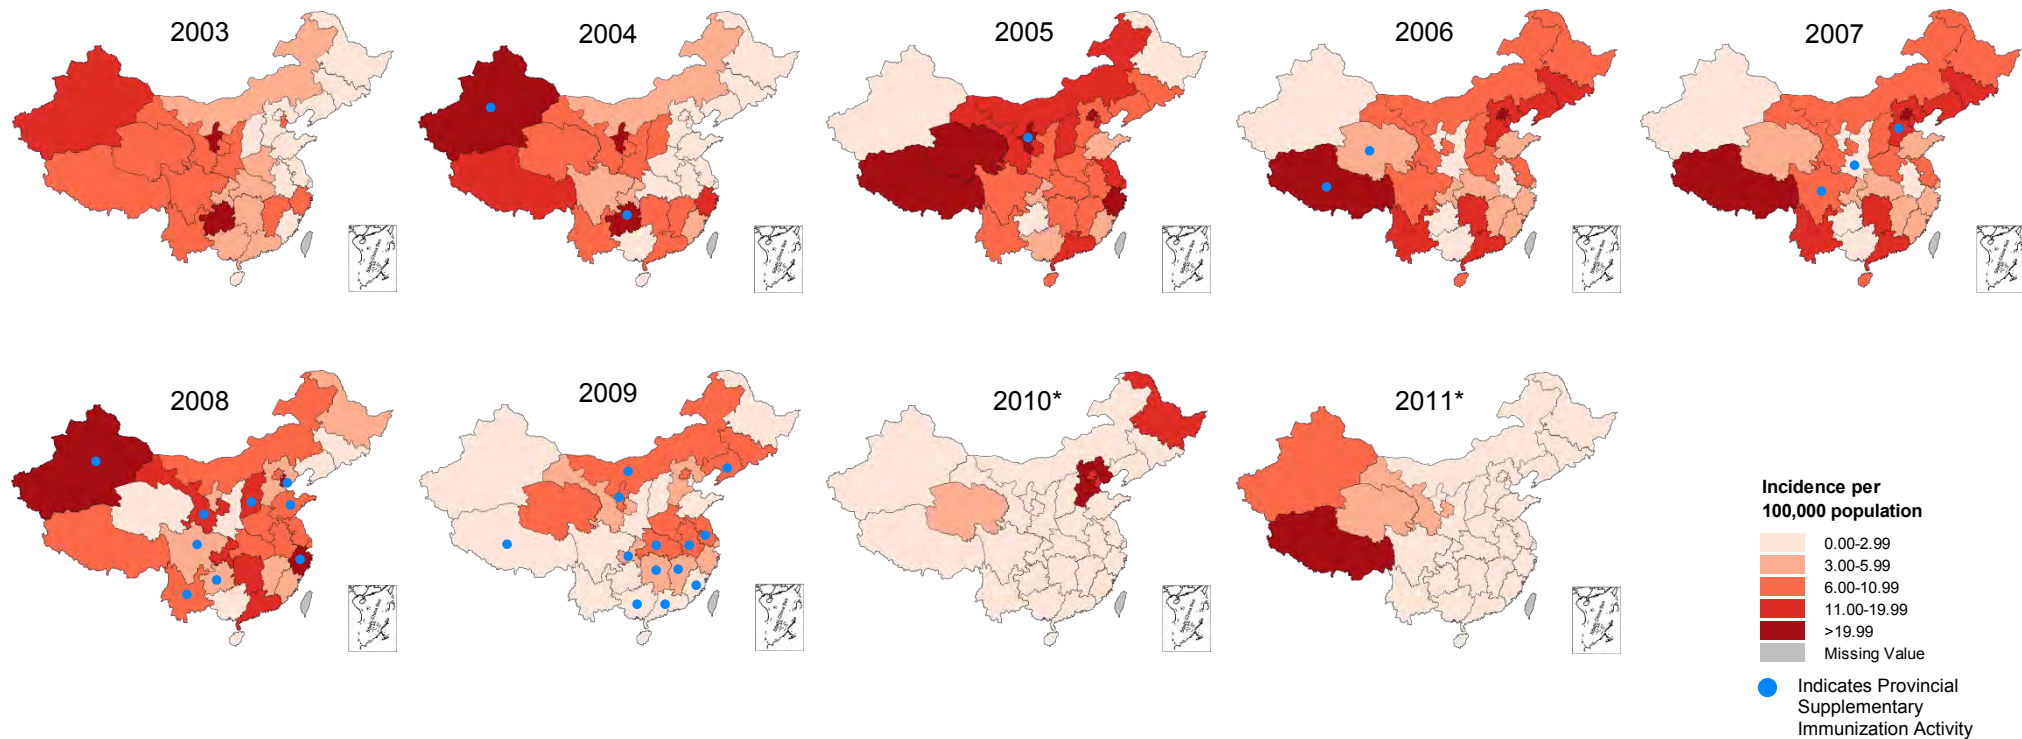 2003
2004
2005
2006
2007
2008
2009
2010*
2011*
Incidence per
100,000 population
0.00-2.99
3.00-5.99
6.00-10.99
11.00-19.99
>19.99
Missing Value
Indicates Provincial
Supplementary
Immunization Activity